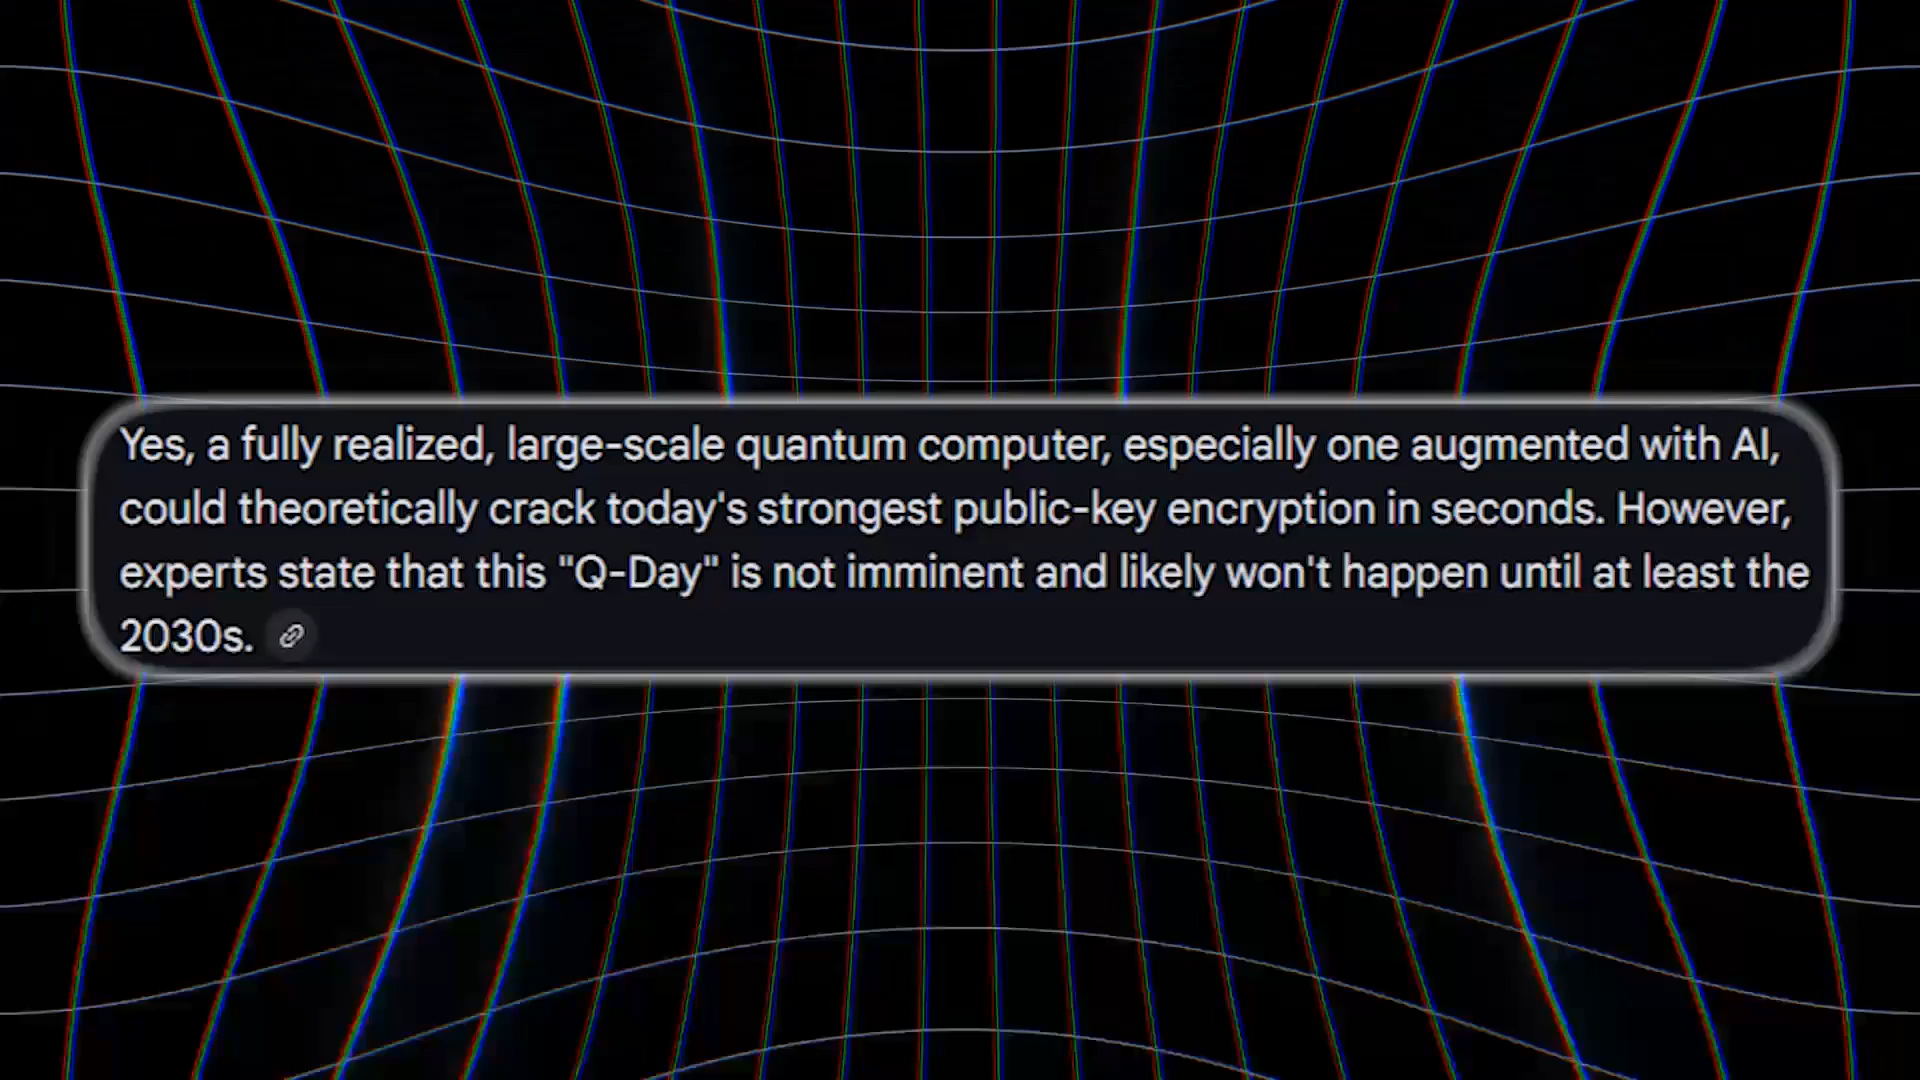 Yes, a fully realized, large-scale quantum computer, especially one augmented with AI,
could theoretically crack today's strongest public-key encryption in seconds. However,
experts state that this "Q-Day" is not imminent and likely won't happen until at least the
2030s.